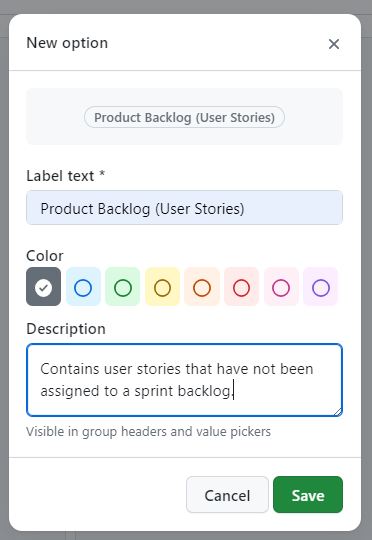 New option
Product Backlog (User Stories)
Label text *
Product Backlog (User Stories)
Color
Description
Contains user stories that have not been
assigned to a sprint backlog.
Visible in group headers and value pickers
Cancel
Save